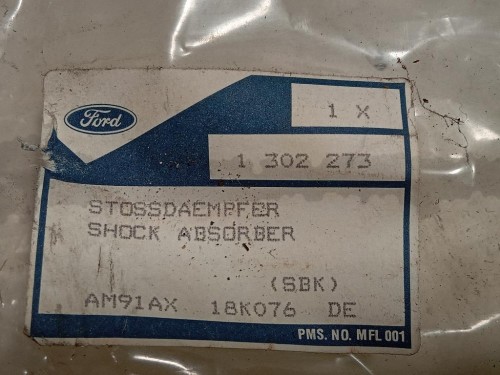 Ford
1 X
1 302 273
STOSSDAEMPFER
SHOCK ABSORBER
(SBK)
AM91AX 18K076 DE
PMS. NO. MFL 001